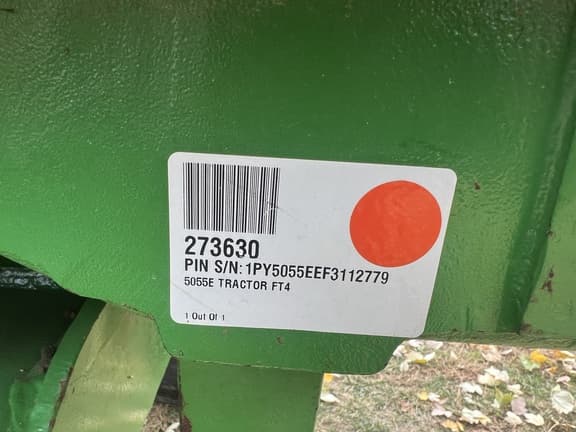 273630
PIN S/N: 1PY5055EEF3112779
5055E TRACTOR FT4
1 Out Of 1